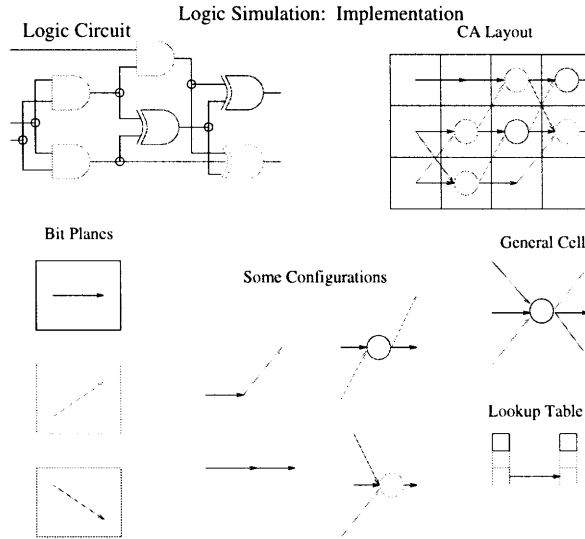 Logic Simulation: Implementation
Logic Circuit
CA Layout
Bit Planes
Some Configurations
General Cell
Lookup Table